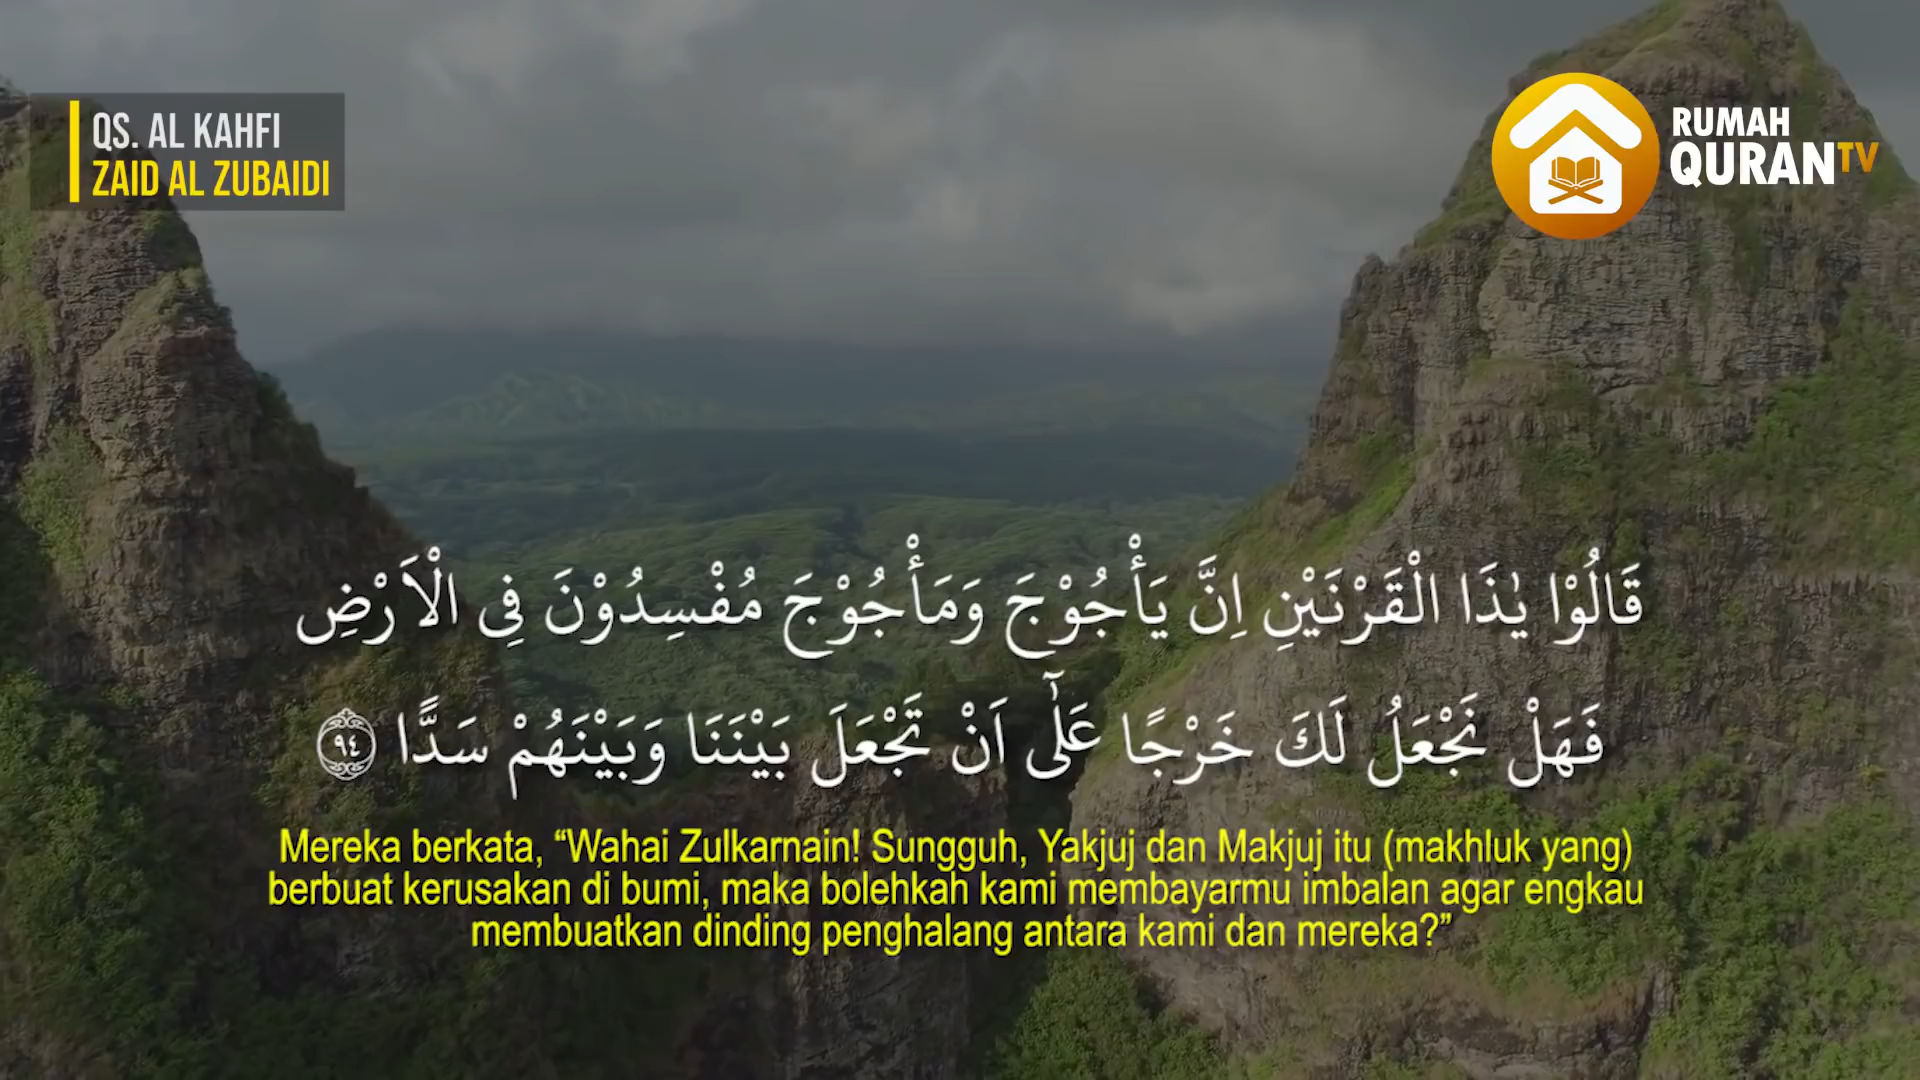 QS. AL KAHFI
ZAID AL ZUBAIDI
RUMAH
QURANTV
قَالُوْا يٰذَا الْقَرْنَيْنِ اِنَّ يَأْجُوْجَ وَمَأْجُوْجَ مُفْسِدُوْنَ فِى الْاَرْضِ
فَهَلْ نَجْعَلُ لَكَ خَرْجًا عَلٰٓى اَنْ تَجْعَلَ بَيْنَنَا وَبَيْنَهُمْ سَدًّا ٩٤
Mereka berkata, “Wahai Zulkarnain! Sungguh, Yakjuj dan Makjuj itu (makhluk yang)
berbuat kerusakan di bumi, maka bolehkah kami membayarmu imbalan agar engkau
membuatkan dinding penghalang antara kami dan mereka?”